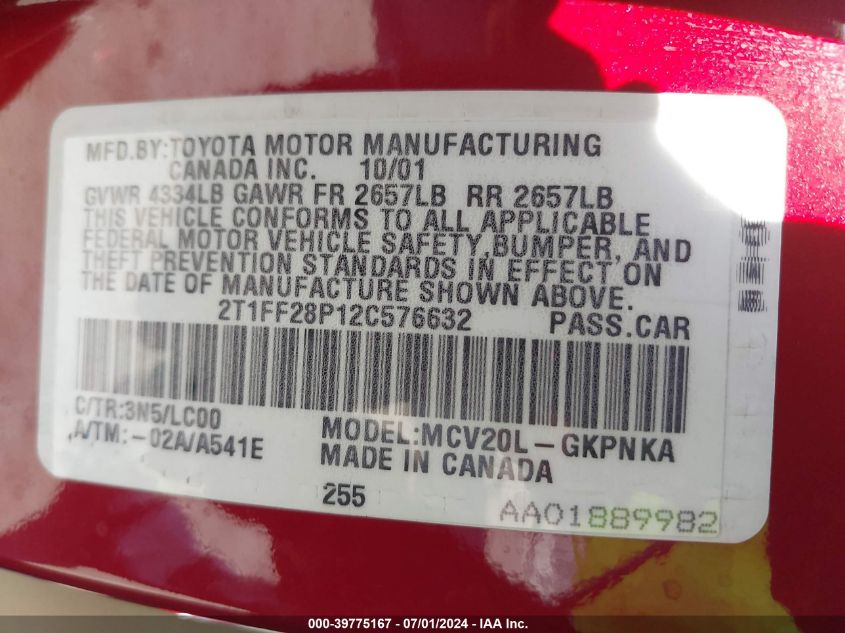 MFD.BY:TOYOTA MOTOR MANUFACTURING
CANADA INC. 10/01
GVWR 4334LB GAWR FR 2657LB RR 2657LB
THIS VEHICLE CONFORMS TO ALL APPLICABLE
FEDERAL MOTOR VEHICLE SAFETY,BUMPER, AND
THEFT PREVENTION STANDARDS IN EFFECT ON
THE DATE OF MANUFACTURE SHOWN ABOVE.
2T1FF28P12C576632 PASS.CAR
C/TR:3N5/LC00
A/TM:-02A/A541E
MODEL:MCV20L-GKPNKA
MADE IN CANADA
255
AA01889982
000-39775167 - 07/01/2024 - IAA Inc.